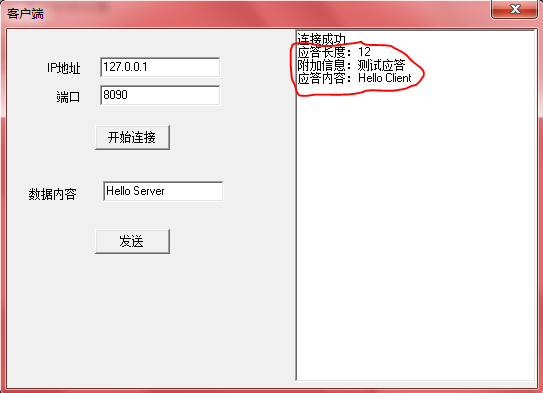 客户端
IP地址
127.0.0.1
端口
8090
开始连接
数据内容
Hello Server
发送
连接成功
应答长度：12
附加信息：测试应答
应答内容：Hello Client